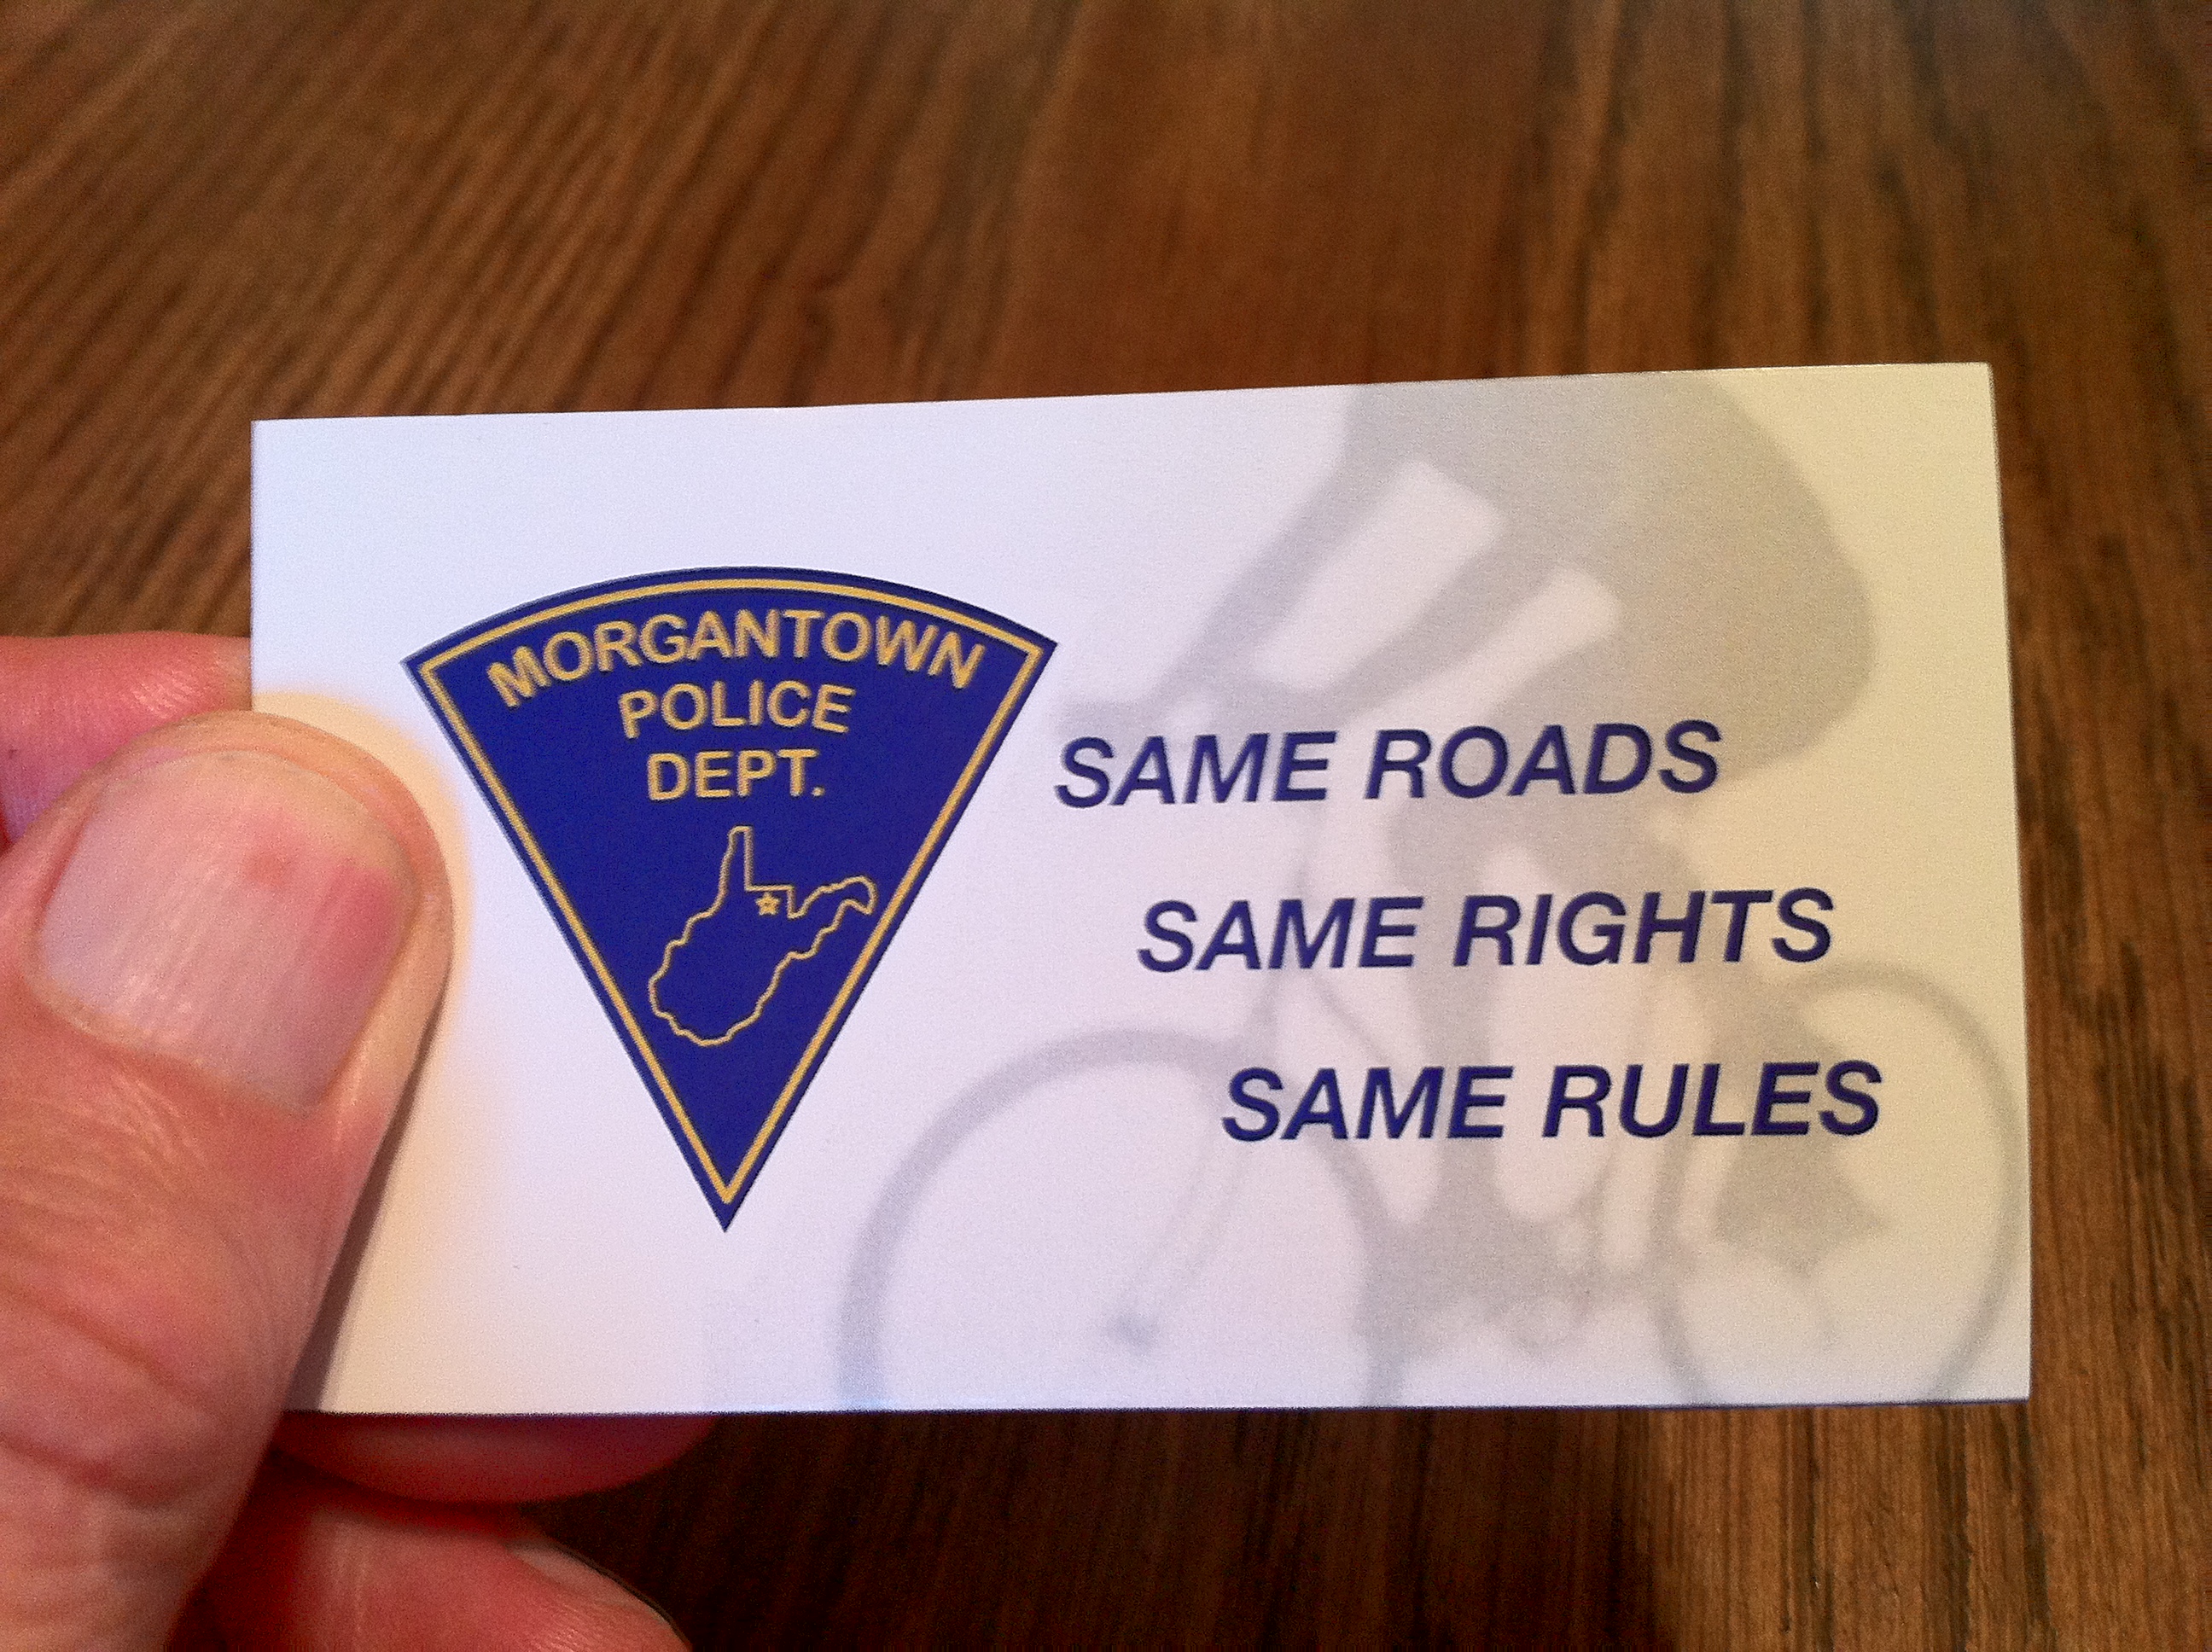 MORGANTOWN
POLICE
DEPT.
SAME ROADS
SAME RIGHTS
SAME RULES